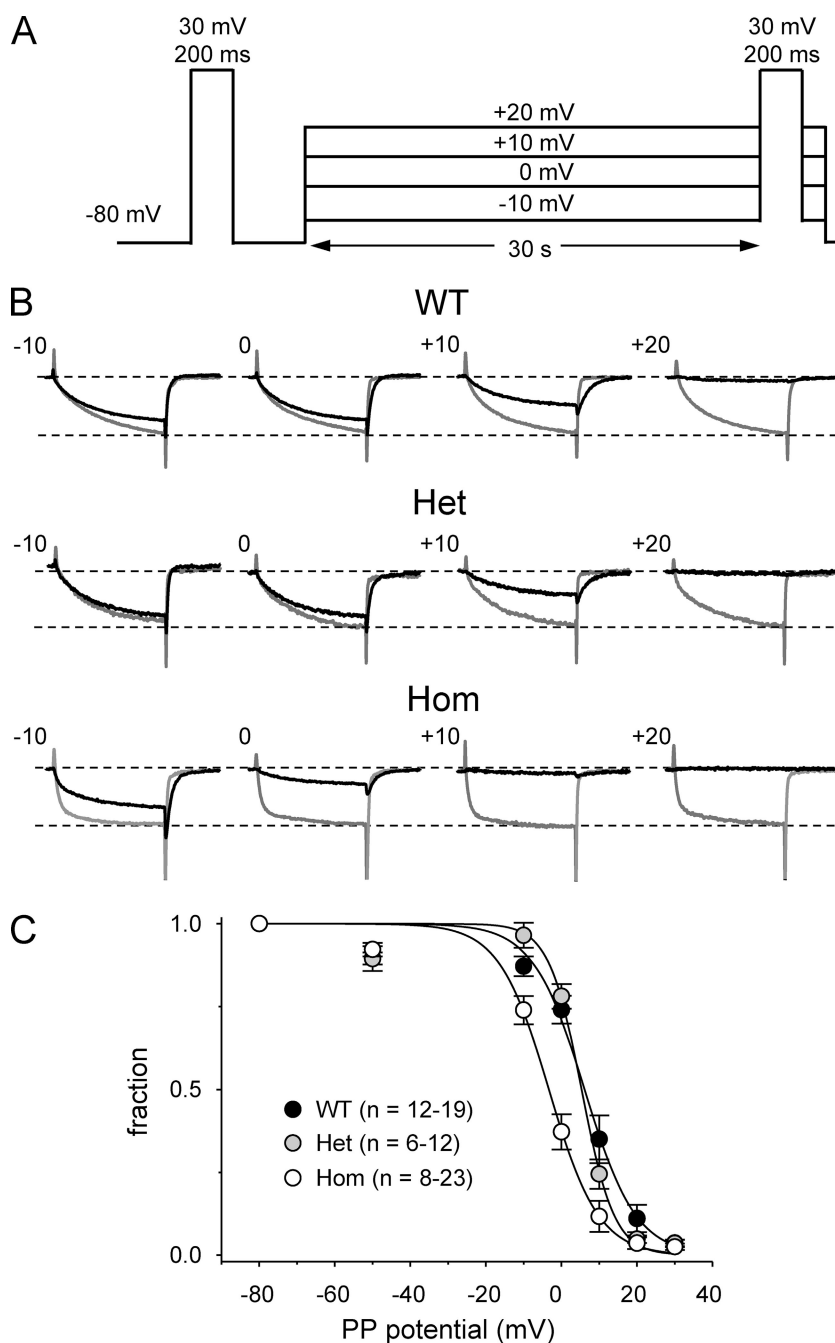 A
30 mV
200 ms
30 mV
200 ms
+20 mV
+10 mV
0 mV
-10 mV
-80 mV
30 s
B
WT
-10
0
+10
+20
Het
-10
0
+10
+20
Hom
-10
0
+10
+20
C
1.0
0.5
0.0
fraction
WT (n = 12-19)
Het (n = 6-12)
Hom (n = 8-23)
-80 -60 -40 -20 0 20 40
PP potential (mV)